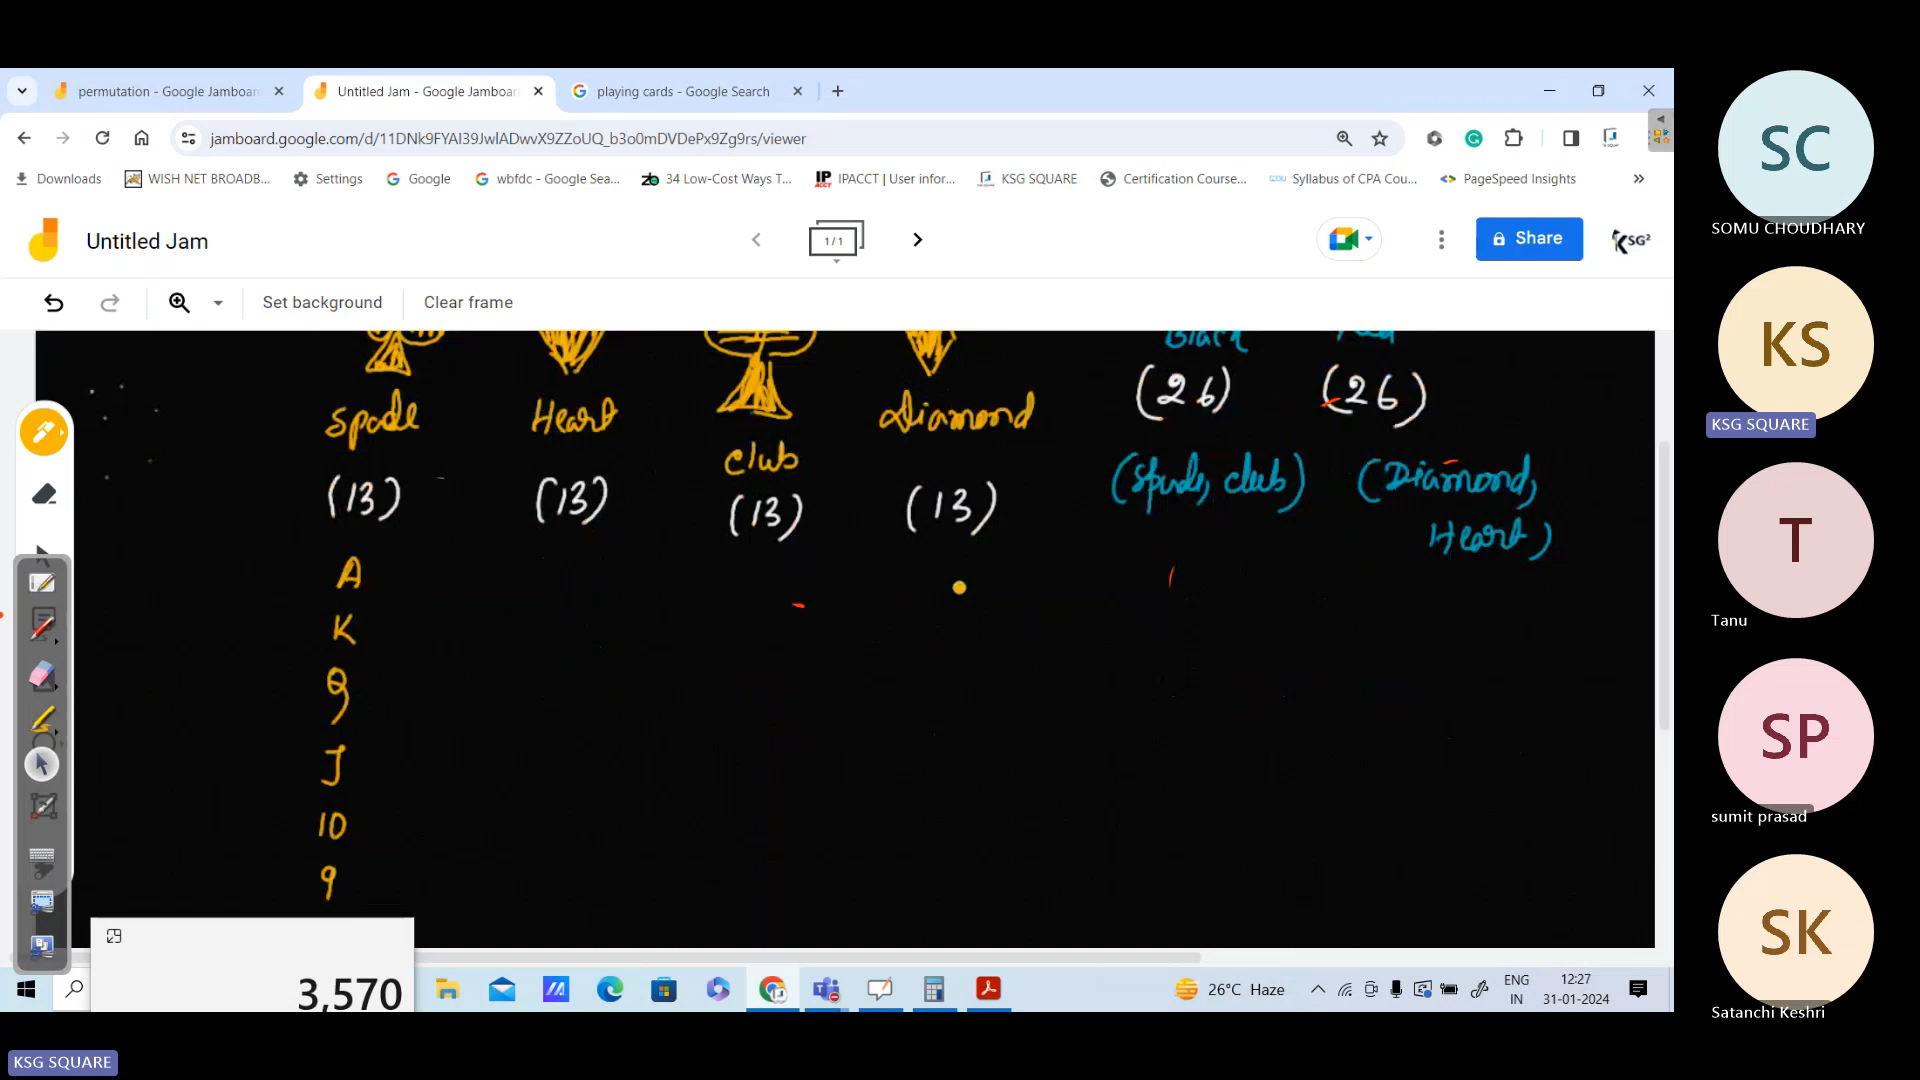 permutation - Google Jamboar
Untitled Jam - Google Jamboar
playing cards - Google Search
jamboard.google.com/d/11DNk9FYAI39JwlADwvX9ZZoUQ_b3o0mDVDePx9Zg9rs/viewer
Downloads
WISH NET BROADB...
Settings
Google
wbfdc - Google Sea...
34 Low-Cost Ways T...
IPACCT | User infor...
KSG SQUARE
Certification Course...
Syllabus of CPA Cou...
PageSpeed Insights
Untitled Jam
1/1
Share
KSG²
Set background
Clear frame
Black
Red
(26)
(26)
Spade
Heart
club
Diamond
(Spade, club)
(Diamond,
Heart)
(13)
(13)
(13)
(13)
A
K
Q
J
10
9
3,570
26°C Haze
ENG
IN
12:27
31-01-2024
SC
SOMU CHOUDHARY
KS
KSG SQUARE
T
Tanu
SP
sumit prasad
SK
Satanchi Keshri
KSG SQUARE